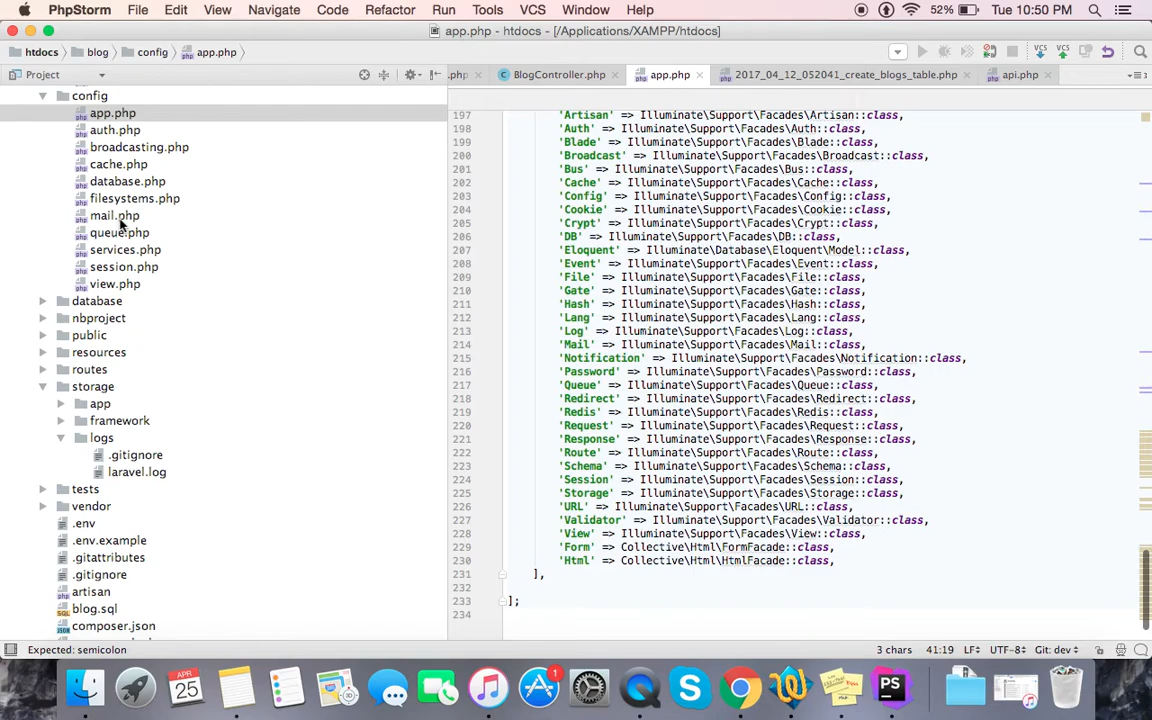 PhpStorm File Edit View Navigate Code Refactor Run Tools VCS Window Help 52% Tue 10:50 PM
app.php - htdocs - [/Applications/XAMPP/htdocs]
htdocs blog config app.php
Project
.php BlogController.php app.php 2017_04_12_052041_create_blogs_table.php api.php
config
app.php
auth.php
broadcasting.php
cache.php
database.php
filesystems.php
mail.php
queue.php
services.php
session.php
view.php
database
nbproject
public
resources
routes
storage
app
framework
logs
.gitignore
laravel.log
tests
vendor
.env
.env.example
.gitattributes
.gitignore
artisan
blog.sql
composer.json
197 'Artisan' => Illuminate\Support\Facades\Artisan::class,
198 'Auth' => Illuminate\Support\Facades\Auth::class,
199 'Blade' => Illuminate\Support\Facades\Blade::class,
200 'Broadcast' => Illuminate\Support\Facades\Broadcast::class,
201 'Bus' => Illuminate\Support\Facades\Bus::class,
202 'Cache' => Illuminate\Support\Facades\Cache::class,
203 'Config' => Illuminate\Support\Facades\Config::class,
204 'Cookie' => Illuminate\Support\Facades\Cookie::class,
205 'Crypt' => Illuminate\Support\Facades\Crypt::class,
206 'DB' => Illuminate\Support\Facades\DB::class,
207 'Eloquent' => Illuminate\Database\Eloquent\Model::class,
208 'Event' => Illuminate\Support\Facades\Event::class,
209 'File' => Illuminate\Support\Facades\File::class,
210 'Gate' => Illuminate\Support\Facades\Gate::class,
211 'Hash' => Illuminate\Support\Facades\Hash::class,
212 'Lang' => Illuminate\Support\Facades\Lang::class,
213 'Log' => Illuminate\Support\Facades\Log::class,
214 'Mail' => Illuminate\Support\Facades\Mail::class,
215 'Notification' => Illuminate\Support\Facades\Notification::class,
216 'Password' => Illuminate\Support\Facades\Password::class,
217 'Queue' => Illuminate\Support\Facades\Queue::class,
218 'Redirect' => Illuminate\Support\Facades\Redirect::class,
219 'Redis' => Illuminate\Support\Facades\Redis::class,
220 'Request' => Illuminate\Support\Facades\Request::class,
221 'Response' => Illuminate\Support\Facades\Response::class,
222 'Route' => Illuminate\Support\Facades\Route::class,
223 'Schema' => Illuminate\Support\Facades\Schema::class,
224 'Session' => Illuminate\Support\Facades\Session::class,
225 'Storage' => Illuminate\Support\Facades\Storage::class,
226 'URL' => Illuminate\Support\Facades\URL::class,
227 'Validator' => Illuminate\Support\Facades\Validator::class,
228 'View' => Illuminate\Support\Facades\View::class,
229 'Form' => Collective\Html\FormFacade::class,
230 'Html' => Collective\Html\HtmlFacade::class,
231 ],
232
233 ];
234
Expected: semicolon 3 chars 41:19 LF UTF-8 Git: dev
APR
25
1
PS